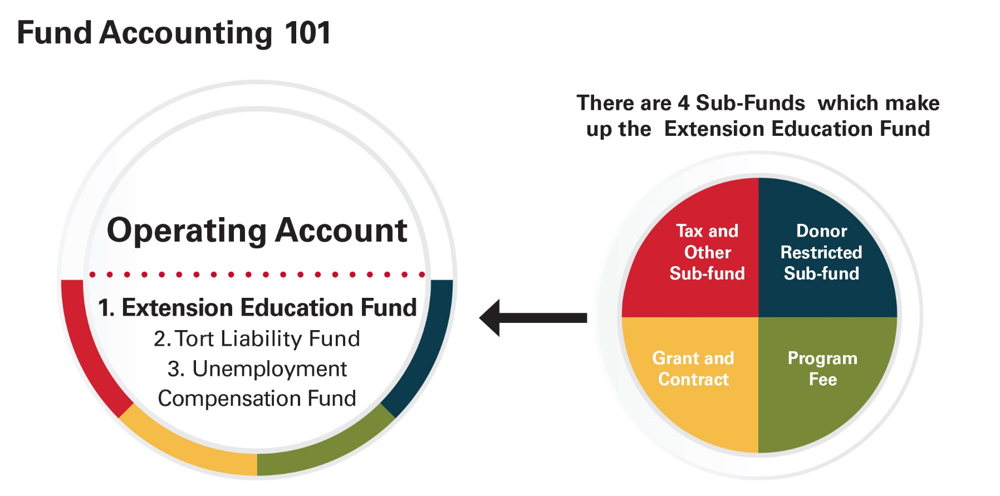 Fund Accounting 101
There are 4 Sub-Funds which make
up the Extension Education Fund
Operating Account
1. Extension Education Fund
2. Tort Liability Fund
3. Unemployment
Compensation Fund
Tax and
Other
Sub-fund
Donor
Restricted
Sub-fund
Grant and
Contract
Program
Fee